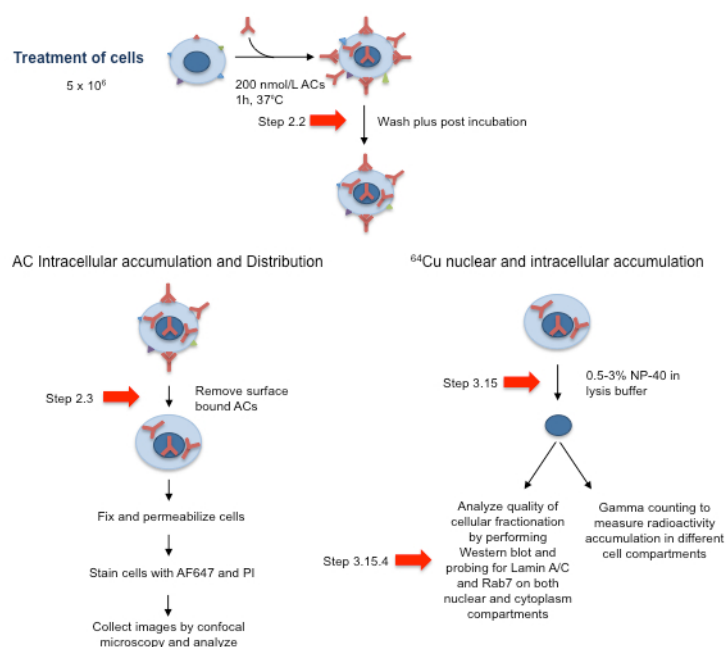 Treatment of cells
5 x 10⁶
200 nmol/L ACs
1h, 37°C
Step 2.2
Wash plus post incubation
AC Intracellular accumulation and Distribution
Step 2.3
Remove surface
bound ACs
Fix and permeabilize cells
Stain cells with AF647 and PI
Collect images by confocal
microscopy and analyze
⁶⁴Cu nuclear and intracellular accumulation
Step 3.15
0.5-3% NP-40 in
lysis buffer
Analyze quality of
cellular fractionation
by performing
Western blot and
probing for Lamin A/C
and Rab7 on both
nuclear and cytoplasm
compartments
Step 3.15.4
Gamma counting to
measure radioactivity
accumulation in different
cell compartments